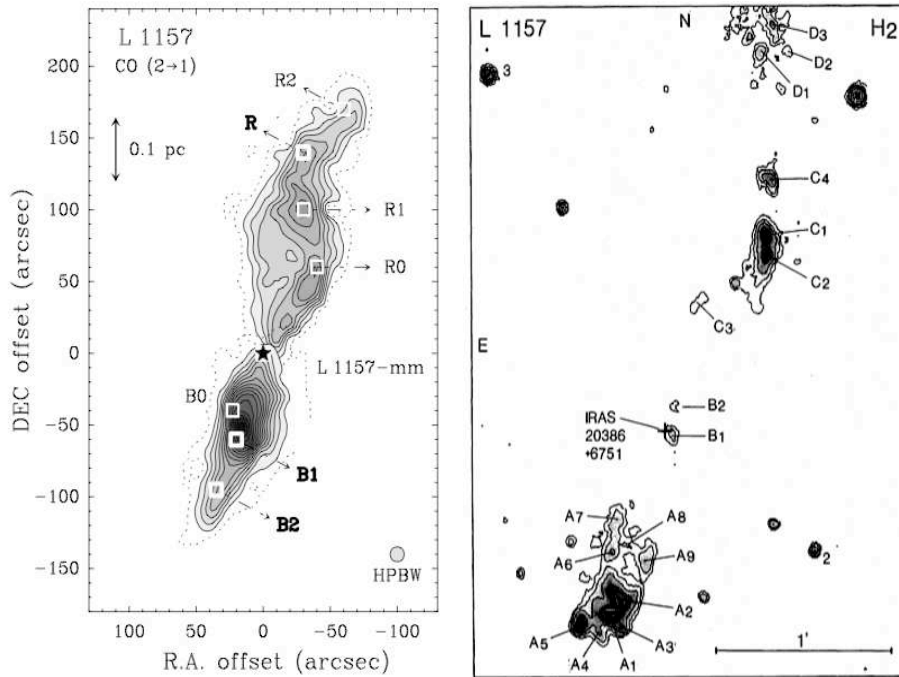 L 1157
CO (2→1)
R2
R
0.1 pc
R1
R0
L 1157-mm
B0
B1
B2
HPBW
200
150
100
50
0
-50
-100
-150
DEC offset (arcsec)
100
50
0
-50
-100
R.A. offset (arcsec)
L 1157
N
H2
D3
D2
D1
3
C4
C1
C2
C3
E
B2
IRAS
20386
+6751
B1
A7
A8
A6
A9
2
A2
A5
A3
A4
A1
1'